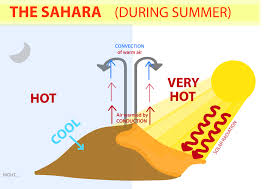 THE SAHARA (DURING SUMMER)
CONVECTION
of warm air
HOT
VERY
HOT
COOL
Air warmed by
CONDUCTION
SOLAR RADIATION